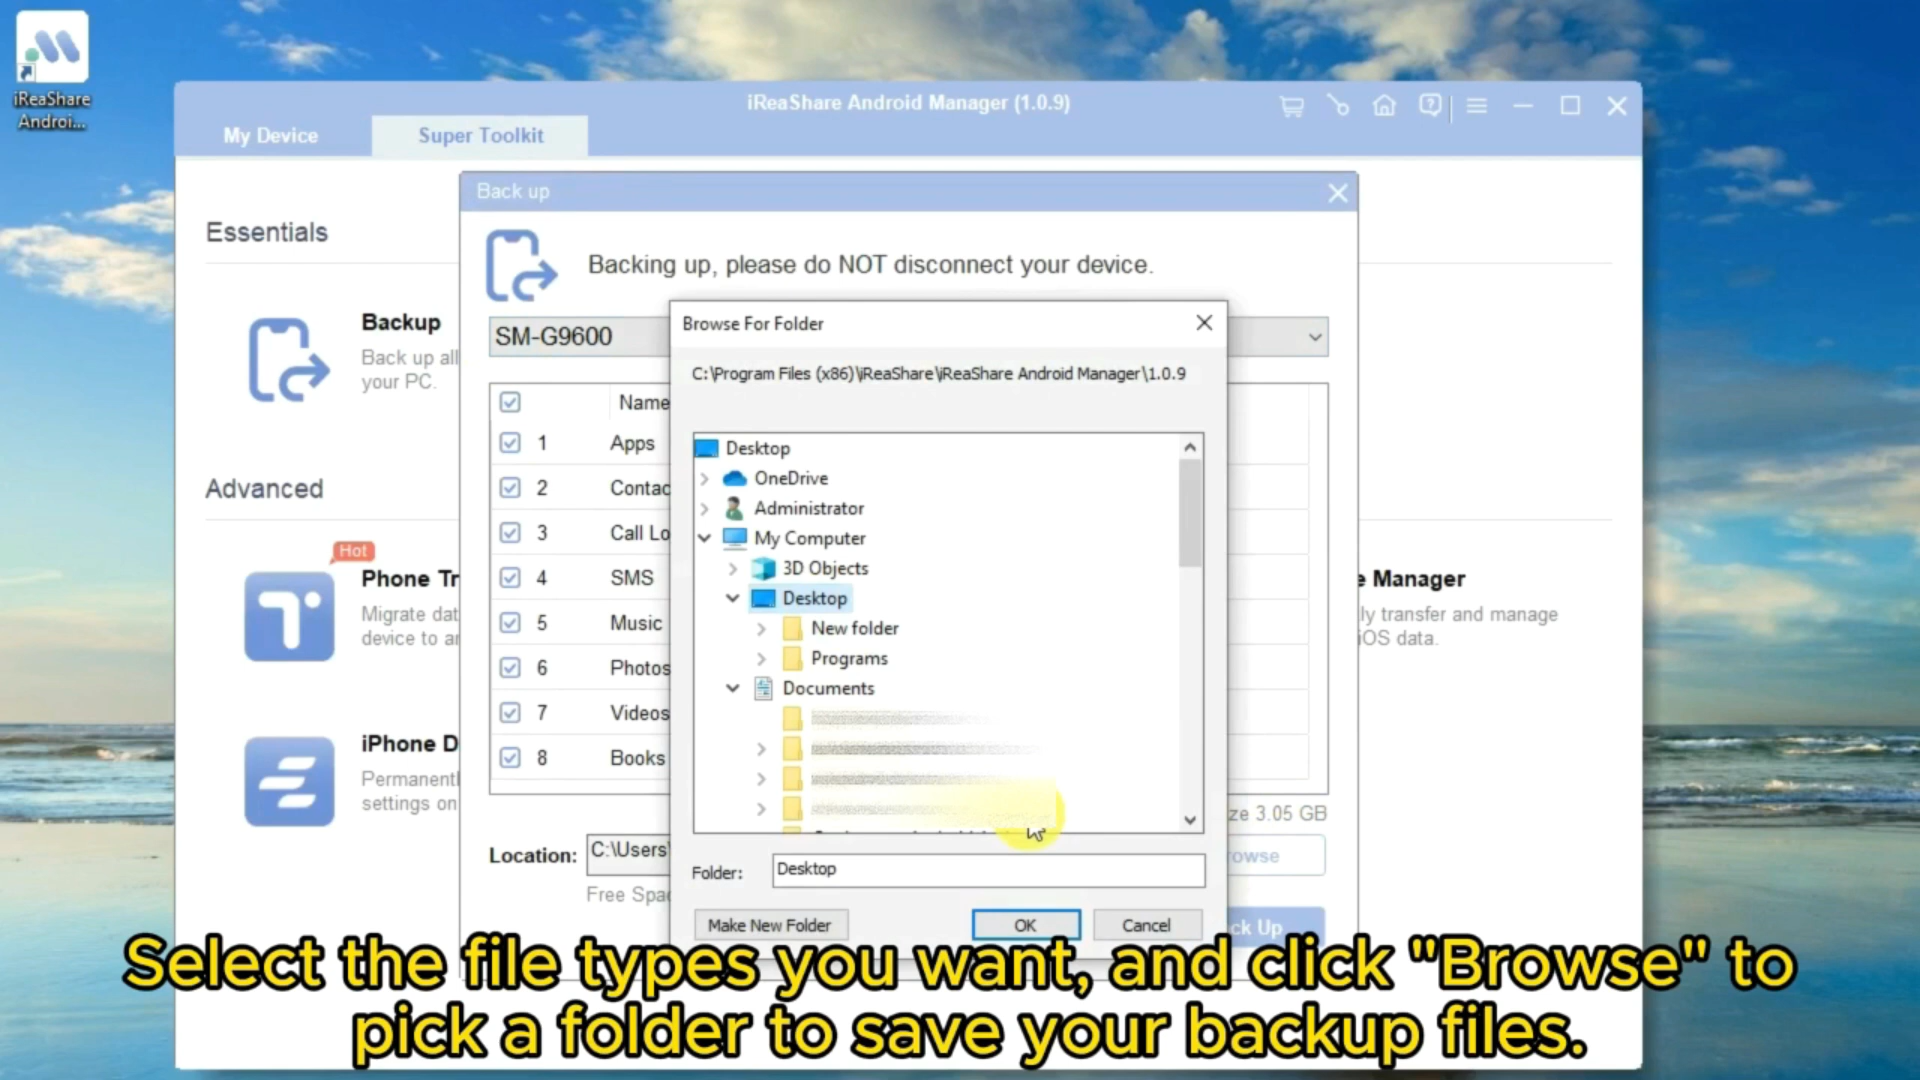 iReaShare
Androi...
iReaShare Android Manager (1.0.9)
My Device
Super Toolkit
Back up
Essentials
Backing up, please do NOT disconnect your device.
Backup
Back up all
your PC.
SM-G9600
Browse For Folder
C:\Program Files (x86)\iReaShare\iReaShare Android Manager\1.0.9
Name
1 Apps
2 Contac
3 Call Lo
4 SMS
5 Music
6 Photos
7 Videos
8 Books
Desktop
OneDrive
Administrator
My Computer
3D Objects
Desktop
New folder
Programs
Documents
Advanced
Hot
Phone Tr
Migrate dat
device to an
e Manager
ly transfer and manage
iOS data.
iPhone D
Permanentl
settings on
ze 3.05 GB
Location:
C:\Users\
rowse
Free Spac
Folder:
Desktop
Make New Folder
OK
Cancel
ck Up
Select the file types you want, and click "Browse" to
pick a folder to save your backup files.